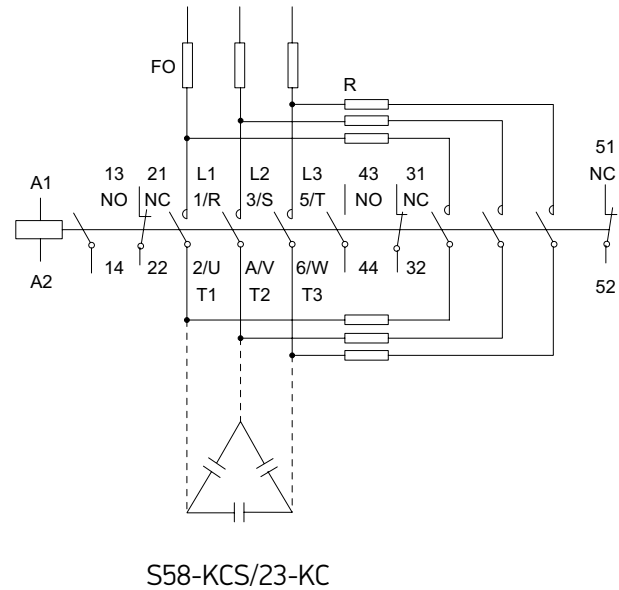 FO
R
51
13 21 L1 L2 L3 43 31
NC
A1
NO NC 1/R 3/S 5/T NO NC
A2
14 22 2/U A/V 6/W 44 32
52
T1 T2 T3
S58-KCS/23-KC